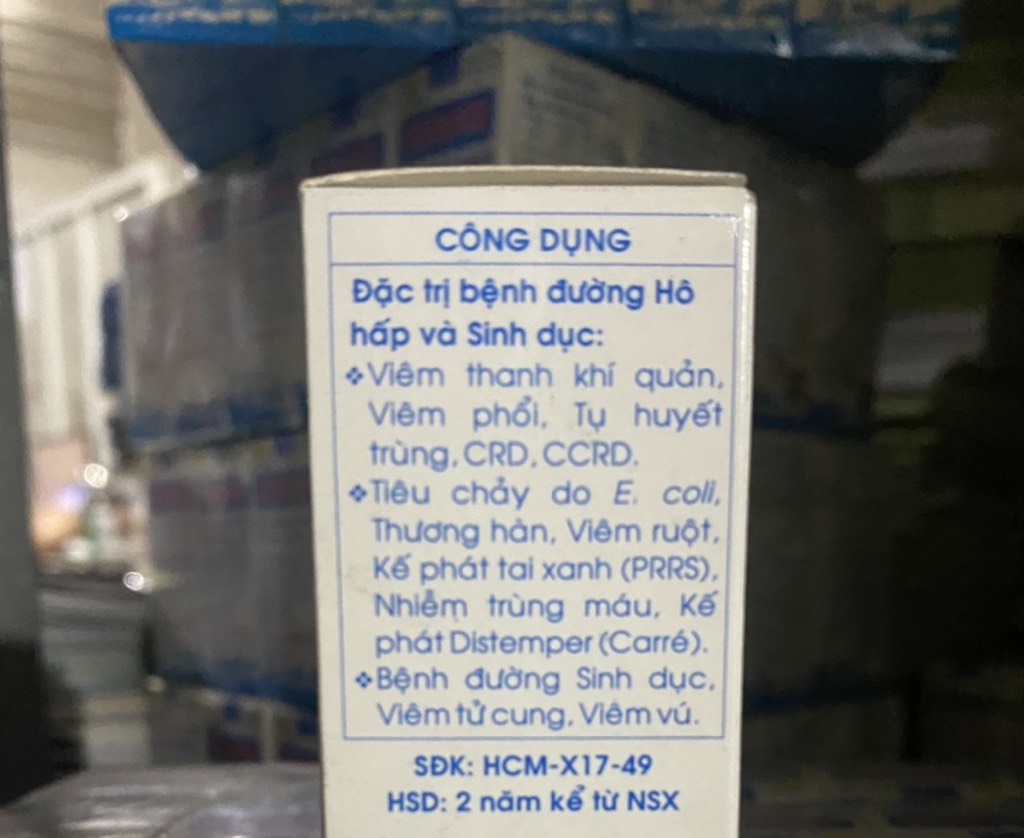 CÔNG DỤNG
Đặc trị bệnh đường Hô
hấp và Sinh dục:
❖Viêm thanh khí quản,
Viêm phổi, Tụ huyết
trùng, CRD, CCRD.
❖Tiêu chảy do E. coli,
Thương hàn, Viêm ruột,
Kế phát tai xanh (PRRS),
Nhiễm trùng máu, Kế
phát Distemper (Carré).
❖Bệnh đường Sinh dục,
Viêm tử cung, Viêm vú.
SĐK: HCM-X17-49
HSD: 2 năm kể từ NSX